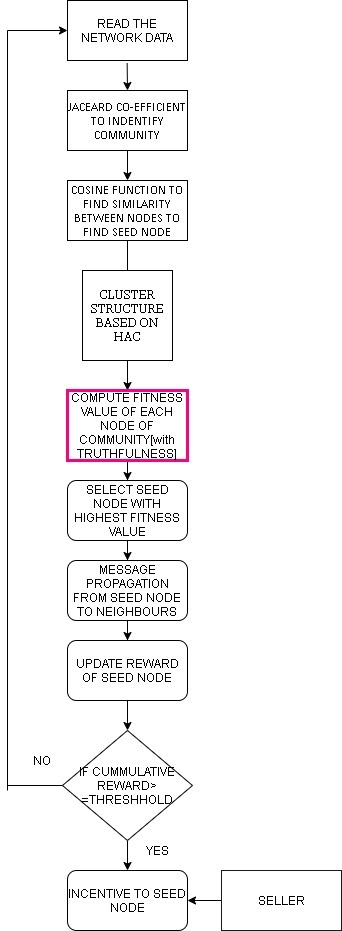 READ THE
NETWORK DATA
JACEARD CO-EFFICIENT
TO INDENTIFY
COMMUNITY
COSINE FUNCTION TO
FIND SIMILARITY
BETWEEN NODES TO
FIND SEED NODE
CLUSTER
STRUCTURE
BASED ON
HAC
COMPUTE FITNESS
VALUE OF EACH
NODE OF
COMMUNITY[with
TRUTHFULNESS]
SELECT SEED
NODE WITH
HIGHEST FITNESS
VALUE
MESSAGE
PROPAGATION
FROM SEED NODE
TO NEIGHBOURS
UPDATE REWARD
OF SEED NODE
NO
IF CUMMULATIVE
REWARD>
=THRESHHOLD
YES
INCENTIVE TO SEED
NODE
SELLER